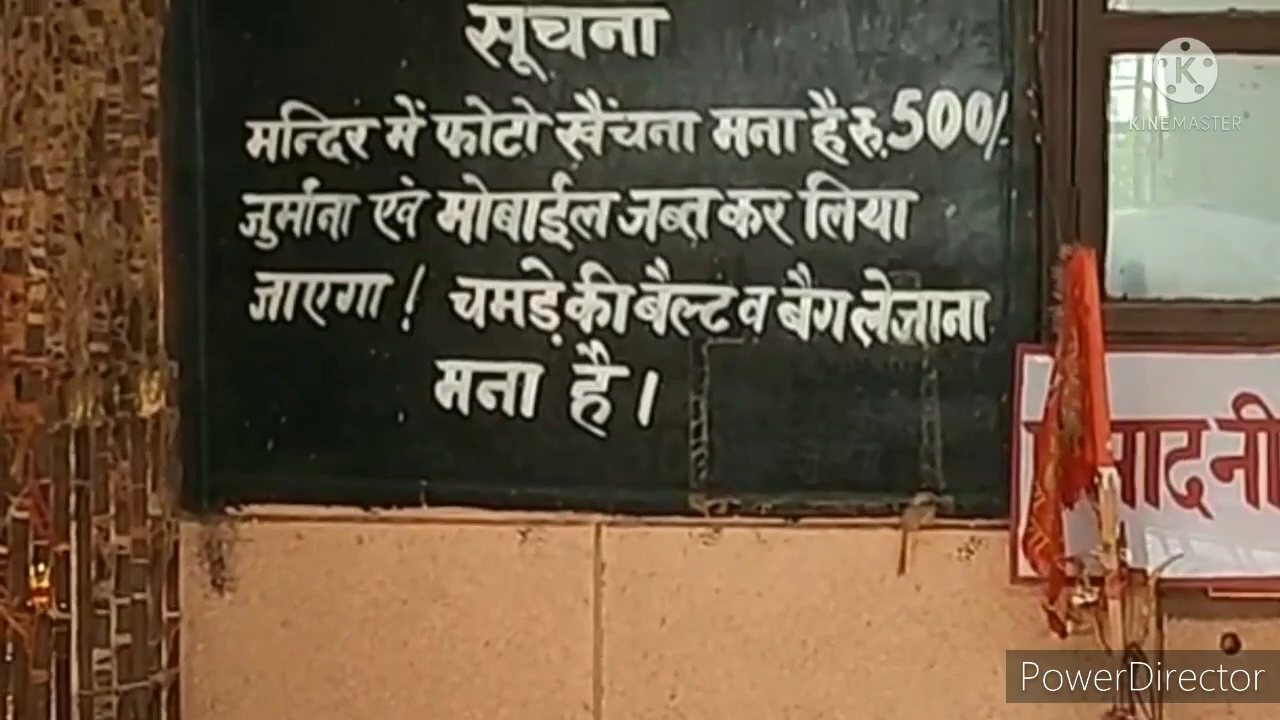 सूचना
मन्दिर में फोटो खैंचना मना है रु.500/-
जुर्माना एवं मोबाईल जब्त कर लिया
जाएगा! चमड़े की बैल्ट व बैग लेजाना
मना है।
KINEMASTER
PowerDirector